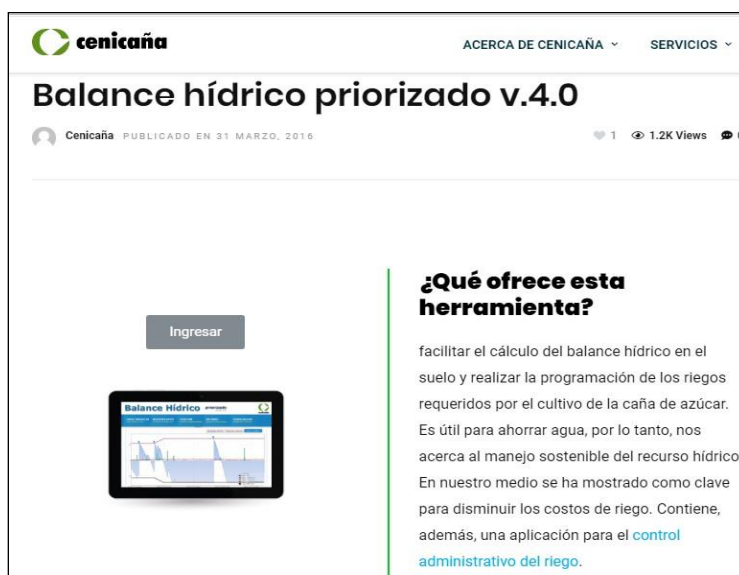 cenicaña
ACERCA DE CENICAÑA
SERVICIOS
Balance hídrico priorizado v.4.0
Cenicaña PUBLICADO EN 31 MARZO, 2016
1 1.2K Views
Ingresar
Balance Hídrico priorizado
¿Qué ofrece esta
herramienta?
facilitar el cálculo del balance hídrico en el
suelo y realizar la programación de los riegos
requeridos por el cultivo de la caña de azúcar.
Es útil para ahorrar agua, por lo tanto, nos
acerca al manejo sostenible del recurso hídrico
En nuestro medio se ha mostrado como clave
para disminuir los costos de riego. Contiene,
además, una aplicación para el control
administrativo del riego.